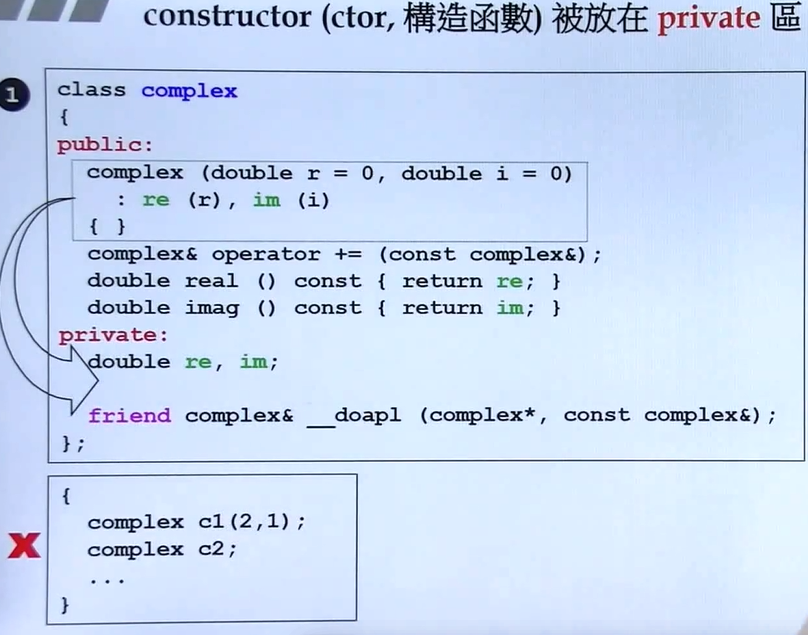 constructor (ctor, 構造函數) 被放在 private 區
1
class complex
{
public:
complex (double r = 0, double i = 0)
: re (r), im (i)
{ }
complex& operator += (const complex&);
double real () const { return re; }
double imag () const { return im; }
private:
double re, im;
friend complex& __doapl (complex*, const complex&);
};
{
complex c1(2,1);
complex c2;
...
}